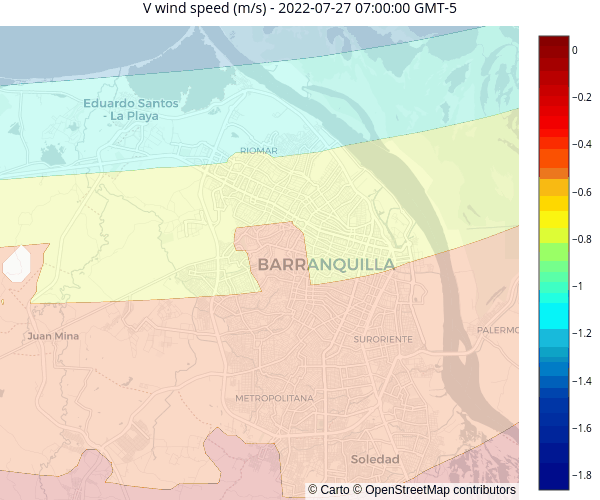 V wind speed (m/s) - 2022-07-27 07:00:00 GMT-5
0
−0.2
−0.4
−0.6
−0.8
−1
−1.2
−1.4
−1.6
−1.8
Eduardo Santos
- La Playa
RIOMAR
BARRANQUILLA
Juan Mina
SURORIENTE
PALERMO
METROPOLITANA
Soledad
© Carto © OpenStreetMap contributors